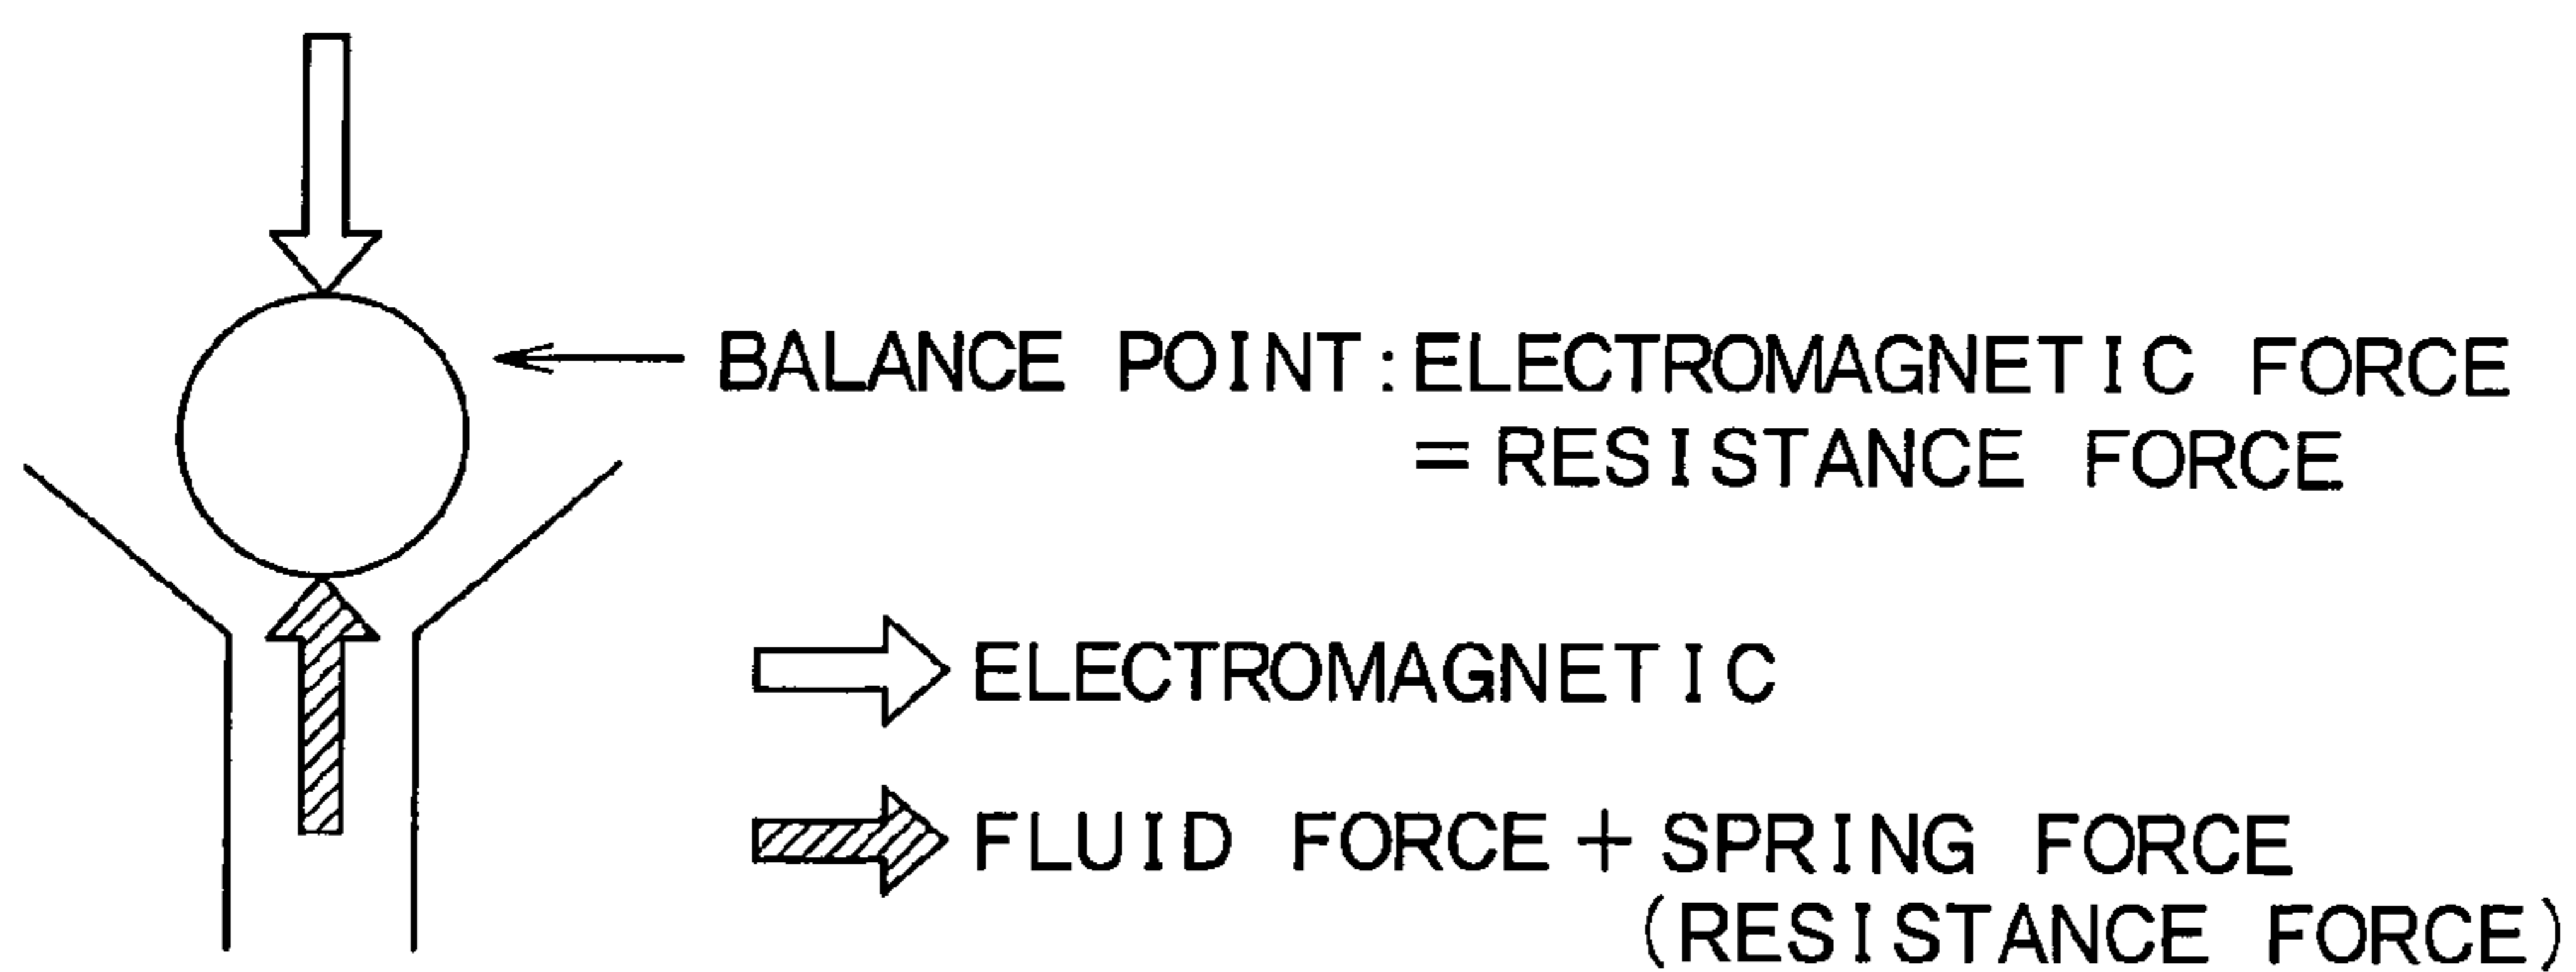 BALANCE POINT:ELECTROMAGNETIC FORCE
=RESISTANCE FORCE
ELECTROMAGNETIC
FLUID FORCE+SPRING FORCE
(RESISTANCE FORCE)